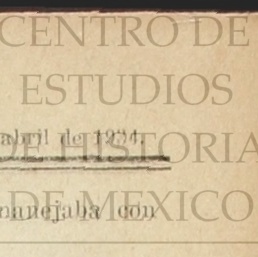 CENTRO DE
ESTUDIOS
abril de 1924.
DE HISTORIA
DE MEXICO
manejaba con